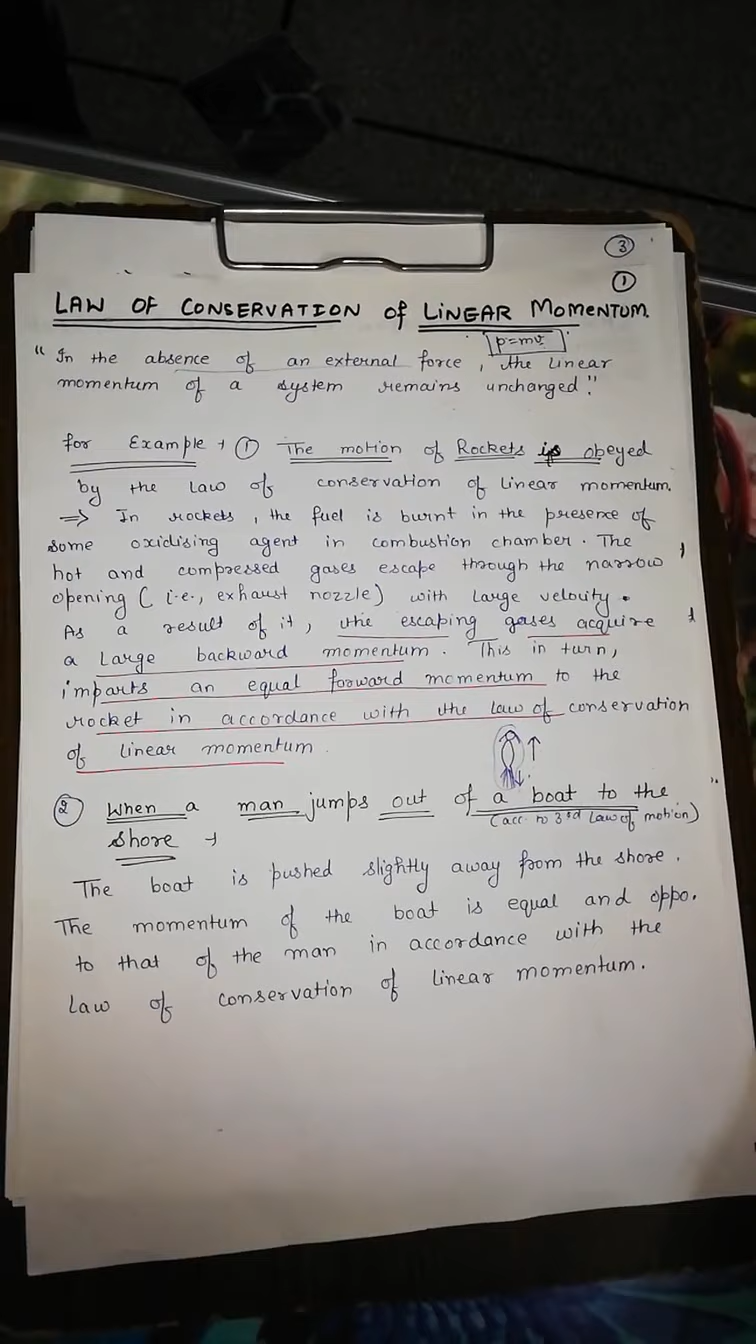 3
1
LAW OF CONSERVATION of LINEAR MOMENTUM.
p=mv
"In the absence of an external force, the linear
momentum of a system remains unchanged."
for Example → 1 The motion of Rockets is obeyed
by the law of conservation of linear momentum.
⇒ In rockets, the fuel is burnt in the presence of
some oxidising agent in combustion chamber. The
hot and compressed gases escape through the narrow
opening (i.e., exhaust nozzle) with large velocity.
As a result of it, the escaping gases acquire
a large backward momentum. This in turn,
imparts an equal forward momentum to the
rocket in accordance with the law of conservation
of linear momentum.
2 When a man jumps out of a boat to the "
(acc. to 3rd Law of motion)
shore →
The boat is pushed slightly away from the shore.
The momentum of the boat is equal and oppo.
to that of the man in accordance with the
law of conservation of linear momentum.